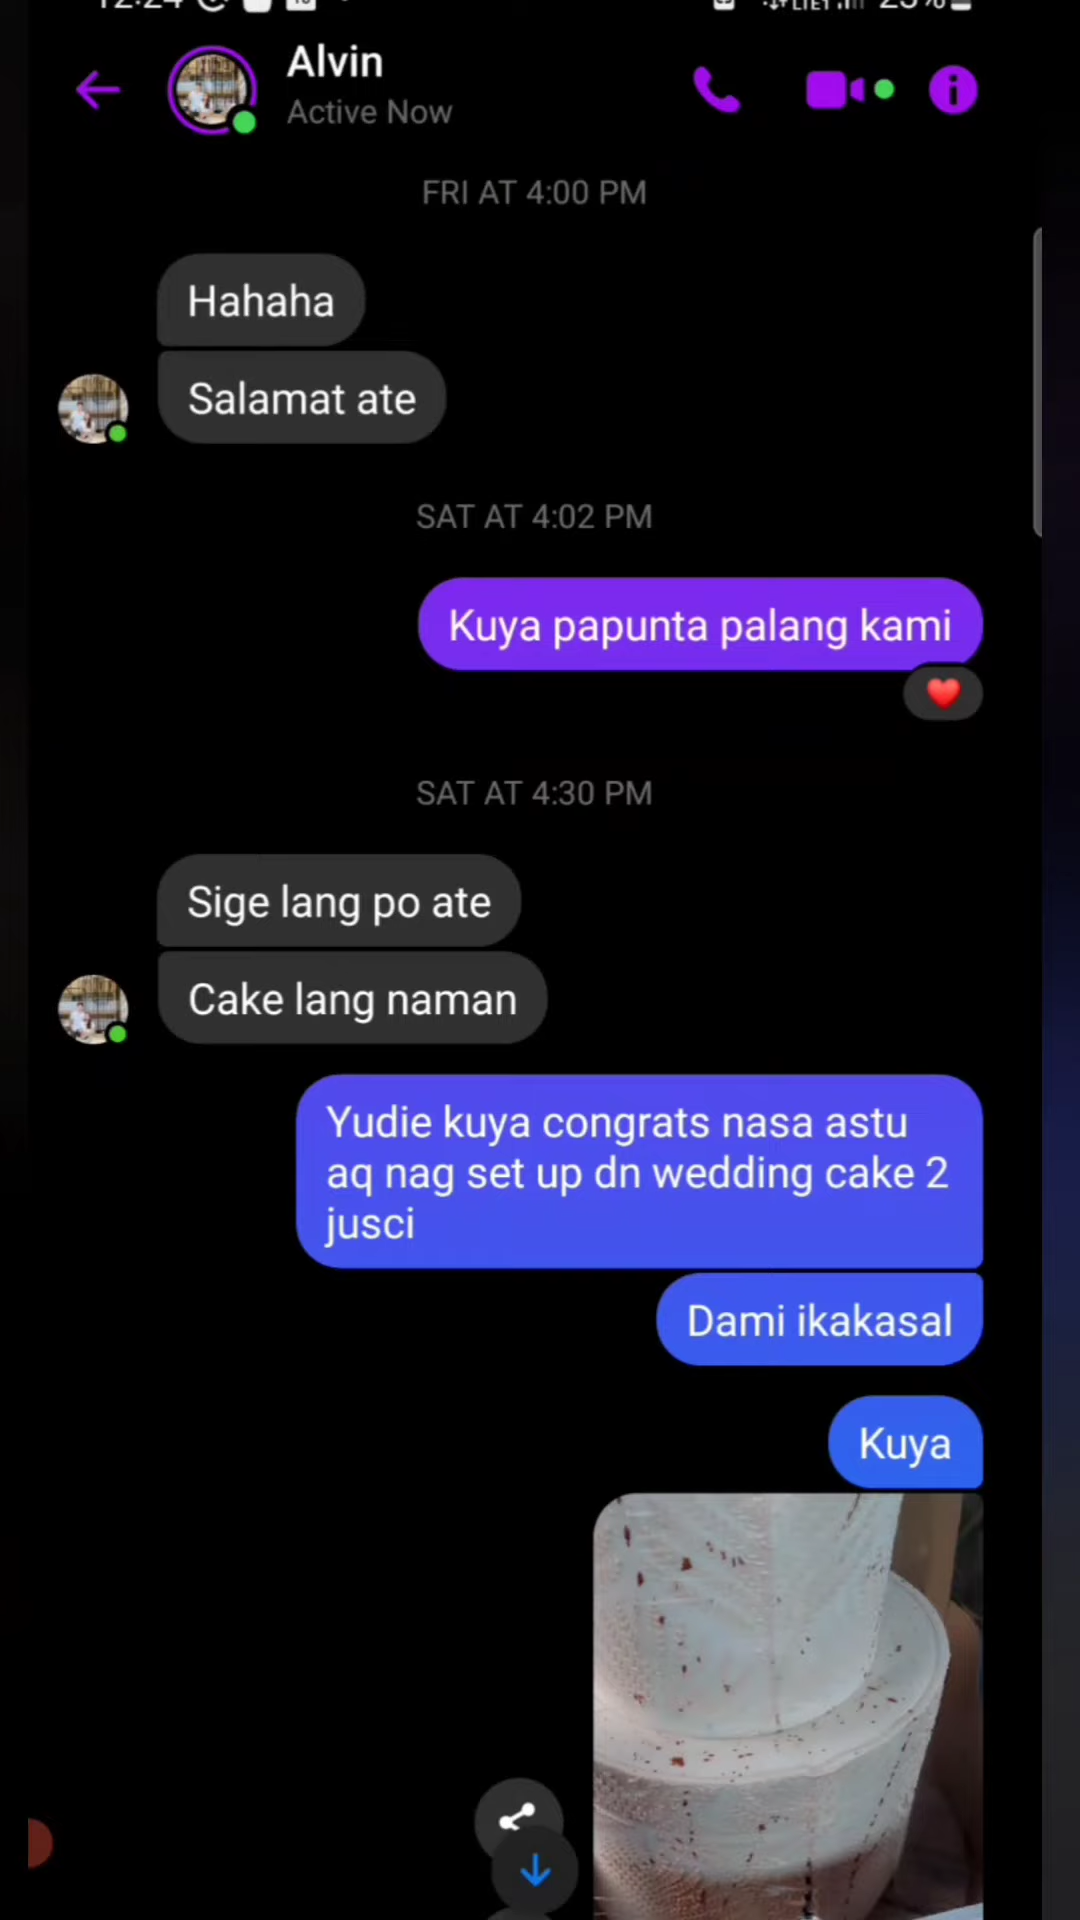 Alvin
Active Now
FRI AT 4:00 PM
Hahaha
Salamat ate
SAT AT 4:02 PM
Kuya papunta palang kami
SAT AT 4:30 PM
Sige lang po ate
Cake lang naman
Yudie kuya congrats nasa astu
aq nag set up dn wedding cake 2
jusci
Dami ikakasal
Kuya